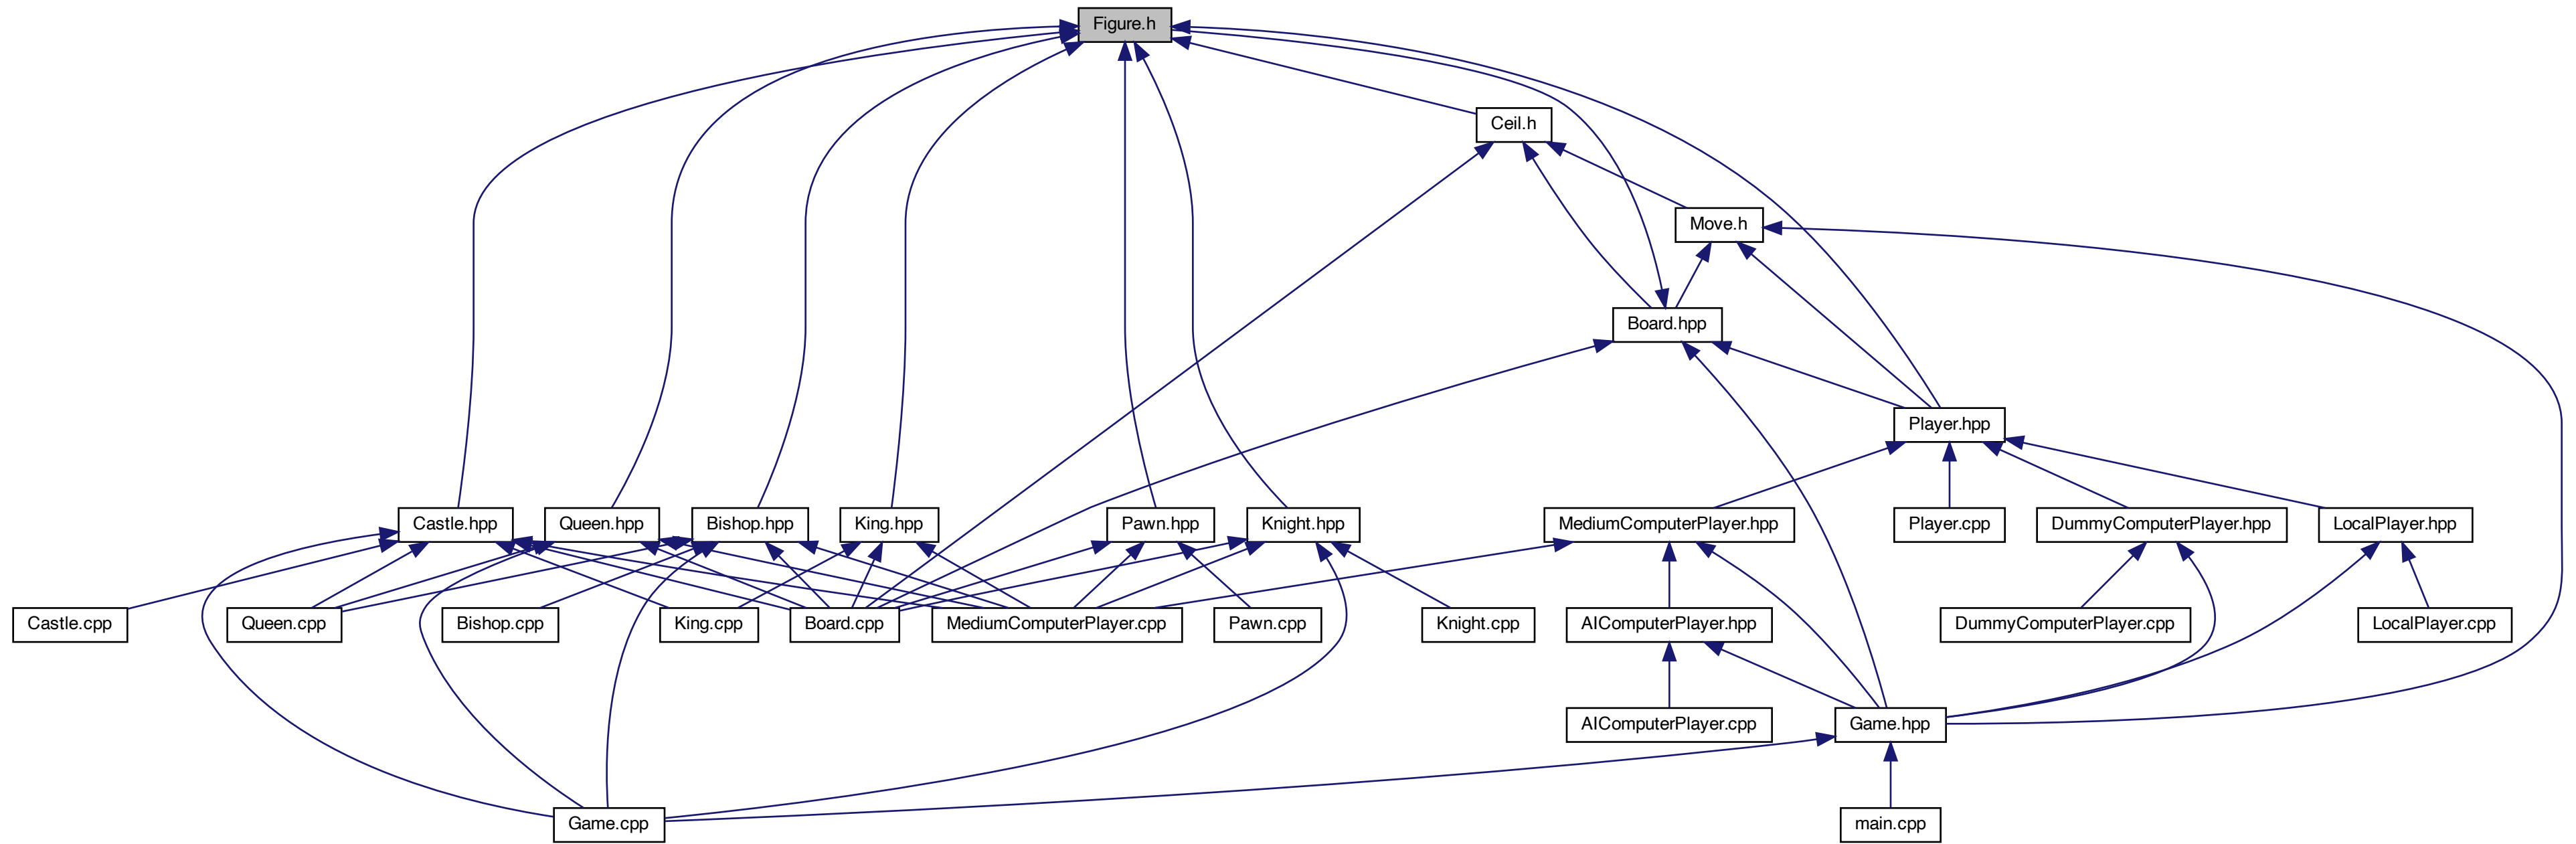 Figure.h
Ceil.h
Move.h
Board.hpp
Player.hpp
Castle.hpp
Queen.hpp
Bishop.hpp
King.hpp
Pawn.hpp
Knight.hpp
MediumComputerPlayer.hpp
Player.cpp
DummyComputerPlayer.hpp
LocalPlayer.hpp
Castle.cpp
Queen.cpp
Bishop.cpp
King.cpp
Board.cpp
MediumComputerPlayer.cpp
Pawn.cpp
Knight.cpp
AIComputerPlayer.hpp
DummyComputerPlayer.cpp
LocalPlayer.cpp
AIComputerPlayer.cpp
Game.hpp
Game.cpp
main.cpp